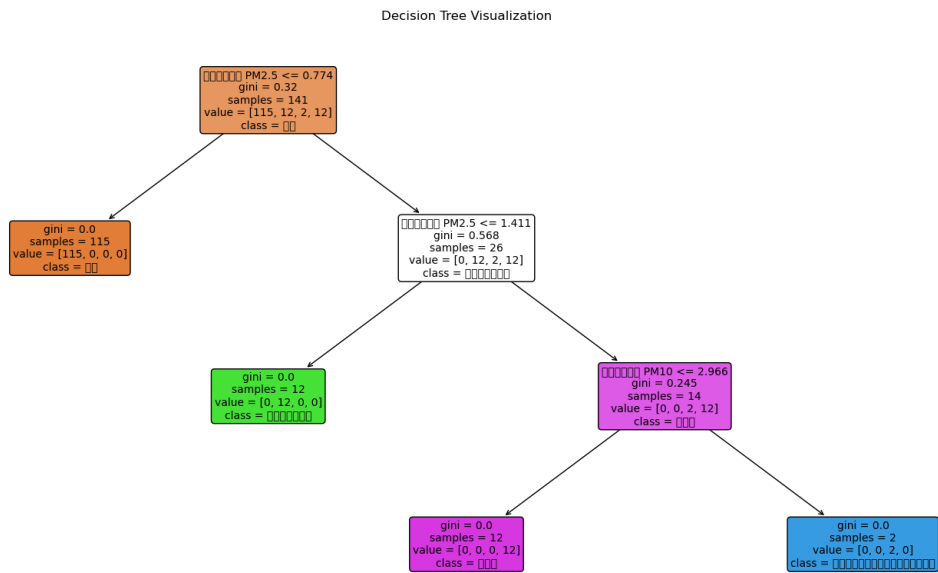 Decision Tree Visualization
PM2.5 <= 0.774
gini = 0.32
samples = 141
value = [115, 12, 2, 12]
class =
gini = 0.0
samples = 115
value = [115, 0, 0, 0]
class =
PM2.5 <= 1.411
gini = 0.568
samples = 26
value = [0, 12, 2, 12]
class =
gini = 0.0
samples = 12
value = [0, 12, 0, 0]
class =
PM10 <= 2.966
gini = 0.245
samples = 14
value = [0, 0, 2, 12]
class =
gini = 0.0
samples = 12
value = [0, 0, 0, 12]
class =
gini = 0.0
samples = 2
value = [0, 0, 2, 0]
class =